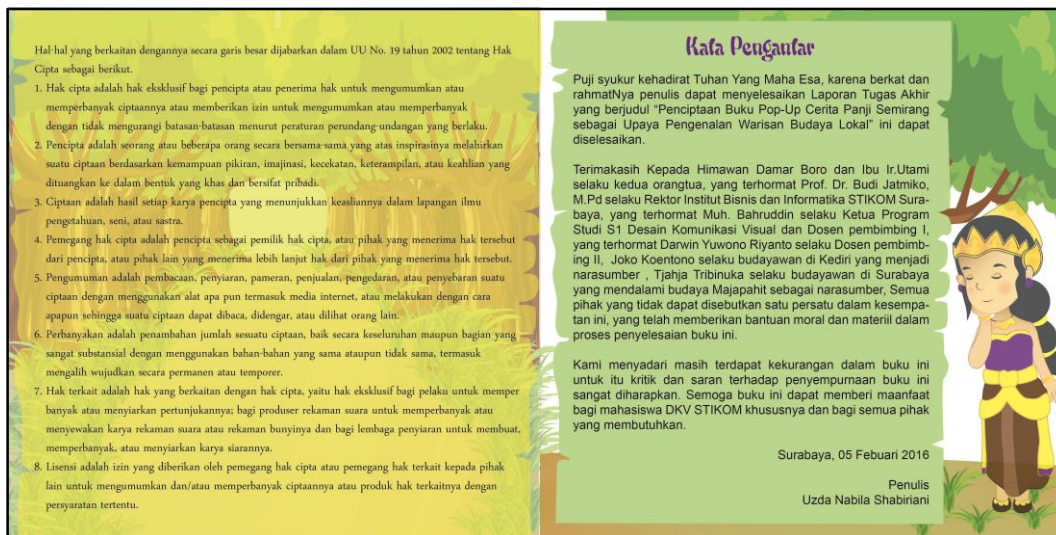 Hal-hal yang berkaitan dengannya secara garis besar dijabarkan dalam UU No. 19 tahun 2002 tentang Hak
Cipta sebagai berikut.
1. Hak cipta adalah hak eksklusif bagi pencipta atau penerima hak untuk mengumumkan atau
memperbanyak ciptaannya atau memberikan izin untuk mengumumkan atau memperbanyak
dengan tidak mengurangi batasan-batasan menurut peraturan perundang-undangan yang berlaku.
2. Pencipta adalah seorang atau beberapa orang secara bersama-sama yang atas inspirasinya melahirkan
suatu ciptaan berdasarkan kemampuan pikiran, imajinasi, kecekatan, keterampilan, atau keahlian yang
dituangkan ke dalam bentuk yang khas dan bersifat pribadi.
3. Ciptaan adalah hasil setiap karya pencipta yang menunjukkan keasliannya dalam lapangan ilmu
pengetahuan, seni, atau sastra.
4. Pemegang hak cipta adalah pencipta sebagai pemilik hak cipta, atau pihak yang menerima hak tersebut
dari pencipta, atau pihak lain yang menerima lebih lanjut hak dari pihak yang menerima hak tersebut.
5. Pengumuman adalah pembacaan, penyiaran, pameran, penjualan, pengedaran, atau penyebaran suatu
ciptaan dengan menggunakan alat apa pun termasuk media internet, atau melakukan dengan cara
apapun sehingga suatu ciptaan dapat dibaca, didengar, atau dilihat orang lain.
6. Perbanyakan adalah penambahan jumlah sesuatu ciptaan, baik secara keseluruhan maupun bagian yang
sangat substansial dengan menggunakan bahan-bahan yang sama ataupun tidak sama, termasuk
mengalih wujudkan secara permanen atau temporer.
7. Hak terkait adalah hak yang berkaitan dengan hak cipta, yaitu hak eksklusif bagi pelaku untuk memper
banyak atau menyiarkan pertunjukannya; bagi produser rekaman suara untuk memperbanyak atau
menyewakan karya rekaman suara atau rekaman bunyinya dan bagi lembaga penyiaran untuk membuat,
memperbanyak, atau menyiarkan karya siarannya.
8. Lisensi adalah izin yang diberikan oleh pemegang hak cipta atau pemegang hak terkait kepada pihak
lain untuk mengumumkan dan/atau memperbanyak ciptaannya atau produk hak terkaitnya dengan
persyaratan tertentu.
Kata Pengantar
Puji syukur kehadirat Tuhan Yang Maha Esa, karena berkat dan
rahmatNya penulis dapat menyelesaikan Laporan Tugas Akhir
yang berjudul “Penciptaan Buku Pop-Up Cerita Panji Semirang
sebagai Upaya Pengenalan Warisan Budaya Lokal” ini dapat
diselesaikan.
Terimakasih Kepada Himawan Damar Boro dan Ibu Ir.Utami
selaku kedua orangtua, yang terhormat Prof. Dr. Budi Jatmiko,
M.Pd selaku Rektor Institut Bisnis dan Informatika STIKOM Sura-
baya, yang terhormat Muh. Bahruddin selaku Ketua Program
Studi S1 Desain Komunikasi Visual dan Dosen pembimbing I,
yang terhormat Darwin Yuwono Riyanto selaku Dosen pembimb-
ing II, Joko Koentono selaku budayawan di Kediri yang menjadi
narasumber , Tjahja Tribinuka selaku budayawan di Surabaya
yang mendalami budaya Majapahit sebagai narasumber, Semua
pihak yang tidak dapat disebutkan satu persatu dalam kesempa-
tan ini, yang telah memberikan bantuan moral dan materiil dalam
proses penyelesaian buku ini.
Kami menyadari masih terdapat kekurangan dalam buku ini
untuk itu kritik dan saran terhadap penyempurnaan buku ini
sangat diharapkan. Semoga buku ini dapat memberi maanfaat
bagi mahasiswa DKV STIKOM khususnya dan bagi semua pihak
yang membutuhkan.
Surabaya, 05 Febuari 2016
Penulis
Uzda Nabila Shabiriani